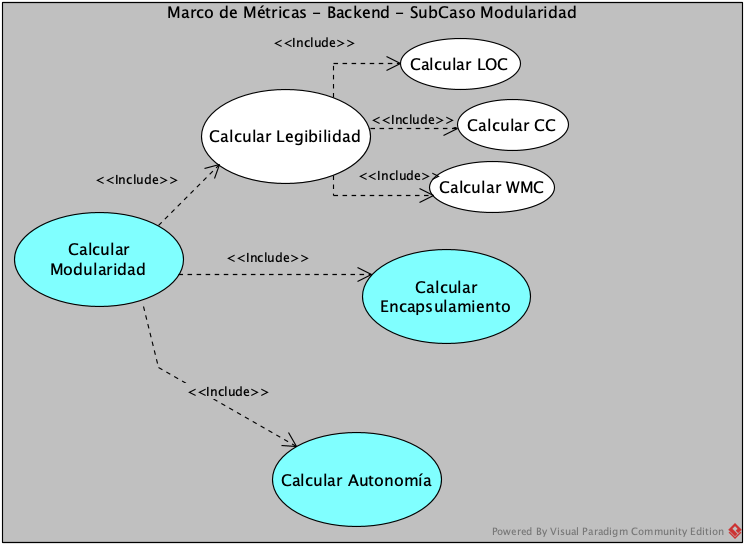 Marco de Métricas – Backend – SubCaso Modularidad
<<Include>>
Calcular LOC
<<Include>>
Calcular Legibilidad
Calcular CC
<<Include>>
<<Include>>
Calcular WMC
Calcular
Modularidad
<<Include>>
Calcular
Encapsulamiento
<<Include>>
Calcular Autonomía
Powered By Visual Paradigm Community Edition